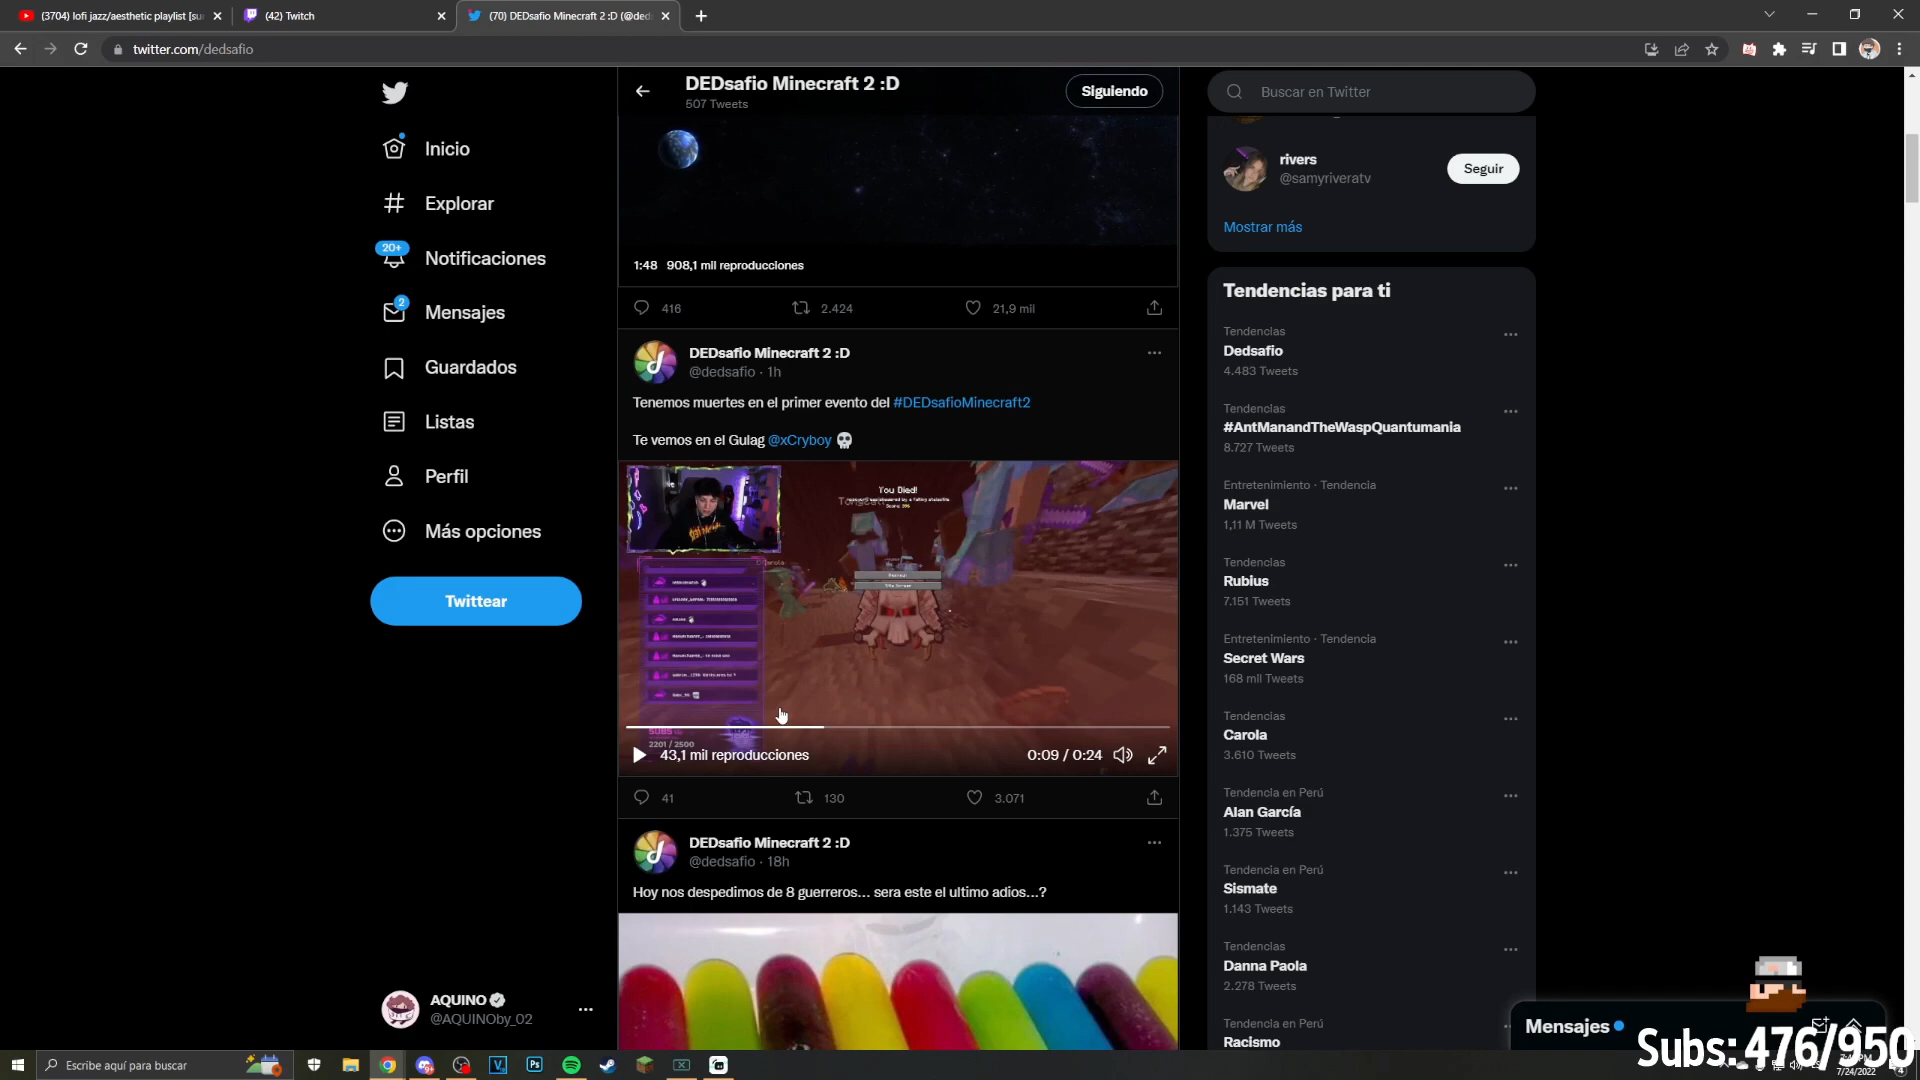 (3704) lofi jazz/aesthetic playlist [su
(42) Twitch
(70) DEDsafio Minecraft 2 :D (@ded
twitter.com/dedsafio
DEDsafio Minecraft 2 :D
507 Tweets
Siguiendo
Buscar en Twitter
Inicio
Explorar
20+
Notificaciones
2
Mensajes
Guardados
Listas
Perfil
Más opciones
Twittear
AQUINO
@AQUINOby_02
1:48 908,1 mil reproducciones
416
2.424
21,9 mil
DEDsafio Minecraft 2 :D
@dedsafio · 1h
Tenemos muertes en el primer evento del #DEDsafioMinecraft2
Te vemos en el Gulag @xCryboy
You Died!
SUBS
2201 / 2500
43,1 mil reproducciones
0:09 / 0:24
41
130
3.071
DEDsafio Minecraft 2 :D
@dedsafio · 18h
Hoy nos despedimos de 8 guerreros... sera este el ultimo adios...?
rivers
@samyriveratv
Seguir
Mostrar más
Tendencias para ti
Tendencias
Dedsafio
4.483 Tweets
Tendencias
#AntManandTheWaspQuantumania
8.727 Tweets
Entretenimiento · Tendencia
Marvel
1,11 M Tweets
Tendencias
Rubius
7.151 Tweets
Entretenimiento · Tendencia
Secret Wars
168 mil Tweets
Tendencias
Carola
3.610 Tweets
Tendencia en Perú
Alan García
1.375 Tweets
Tendencia en Perú
Sismate
1.143 Tweets
Tendencias
Danna Paola
2.278 Tweets
Tendencia en Perú
Racismo
Mensajes
Subs: 476/950
Escribe aquí para buscar
7/24/2022